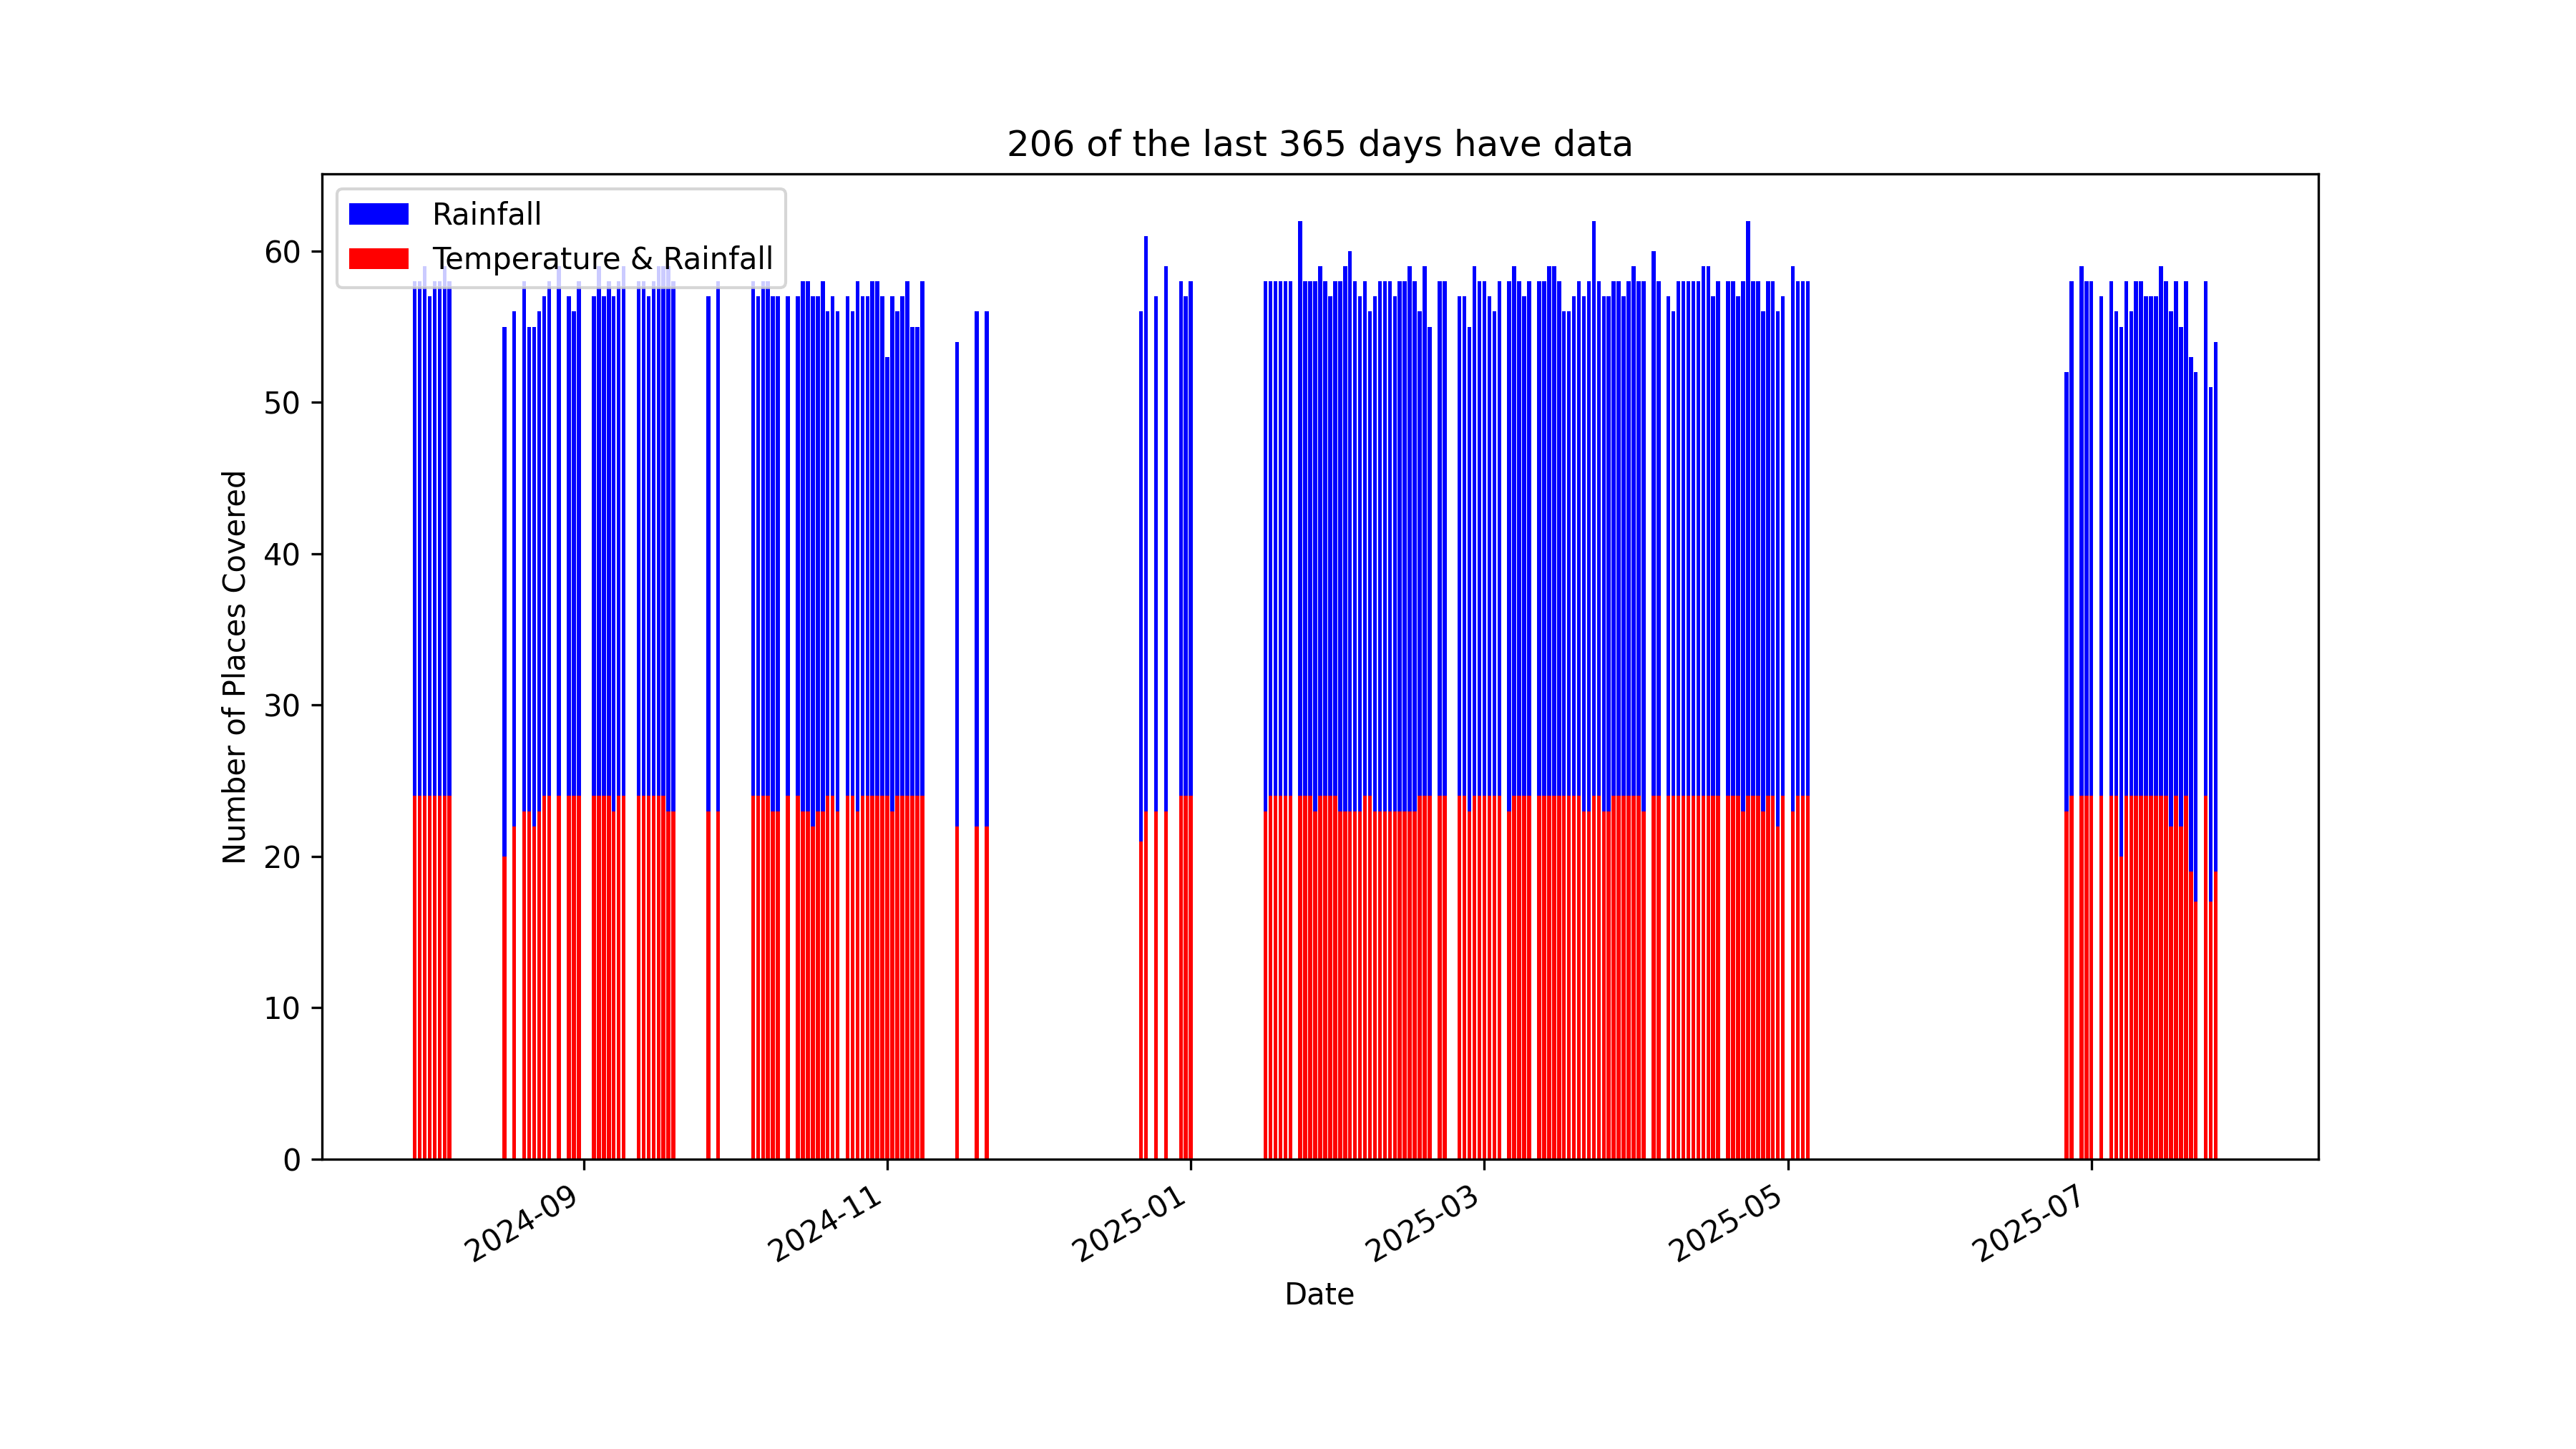 206 of the last 365 days have data
Rainfall
Temperature & Rainfall
Number of Places Covered
60
50
40
30
20
10
0
2024-09
2024-11
2025-01
2025-03
2025-05
2025-07
Date